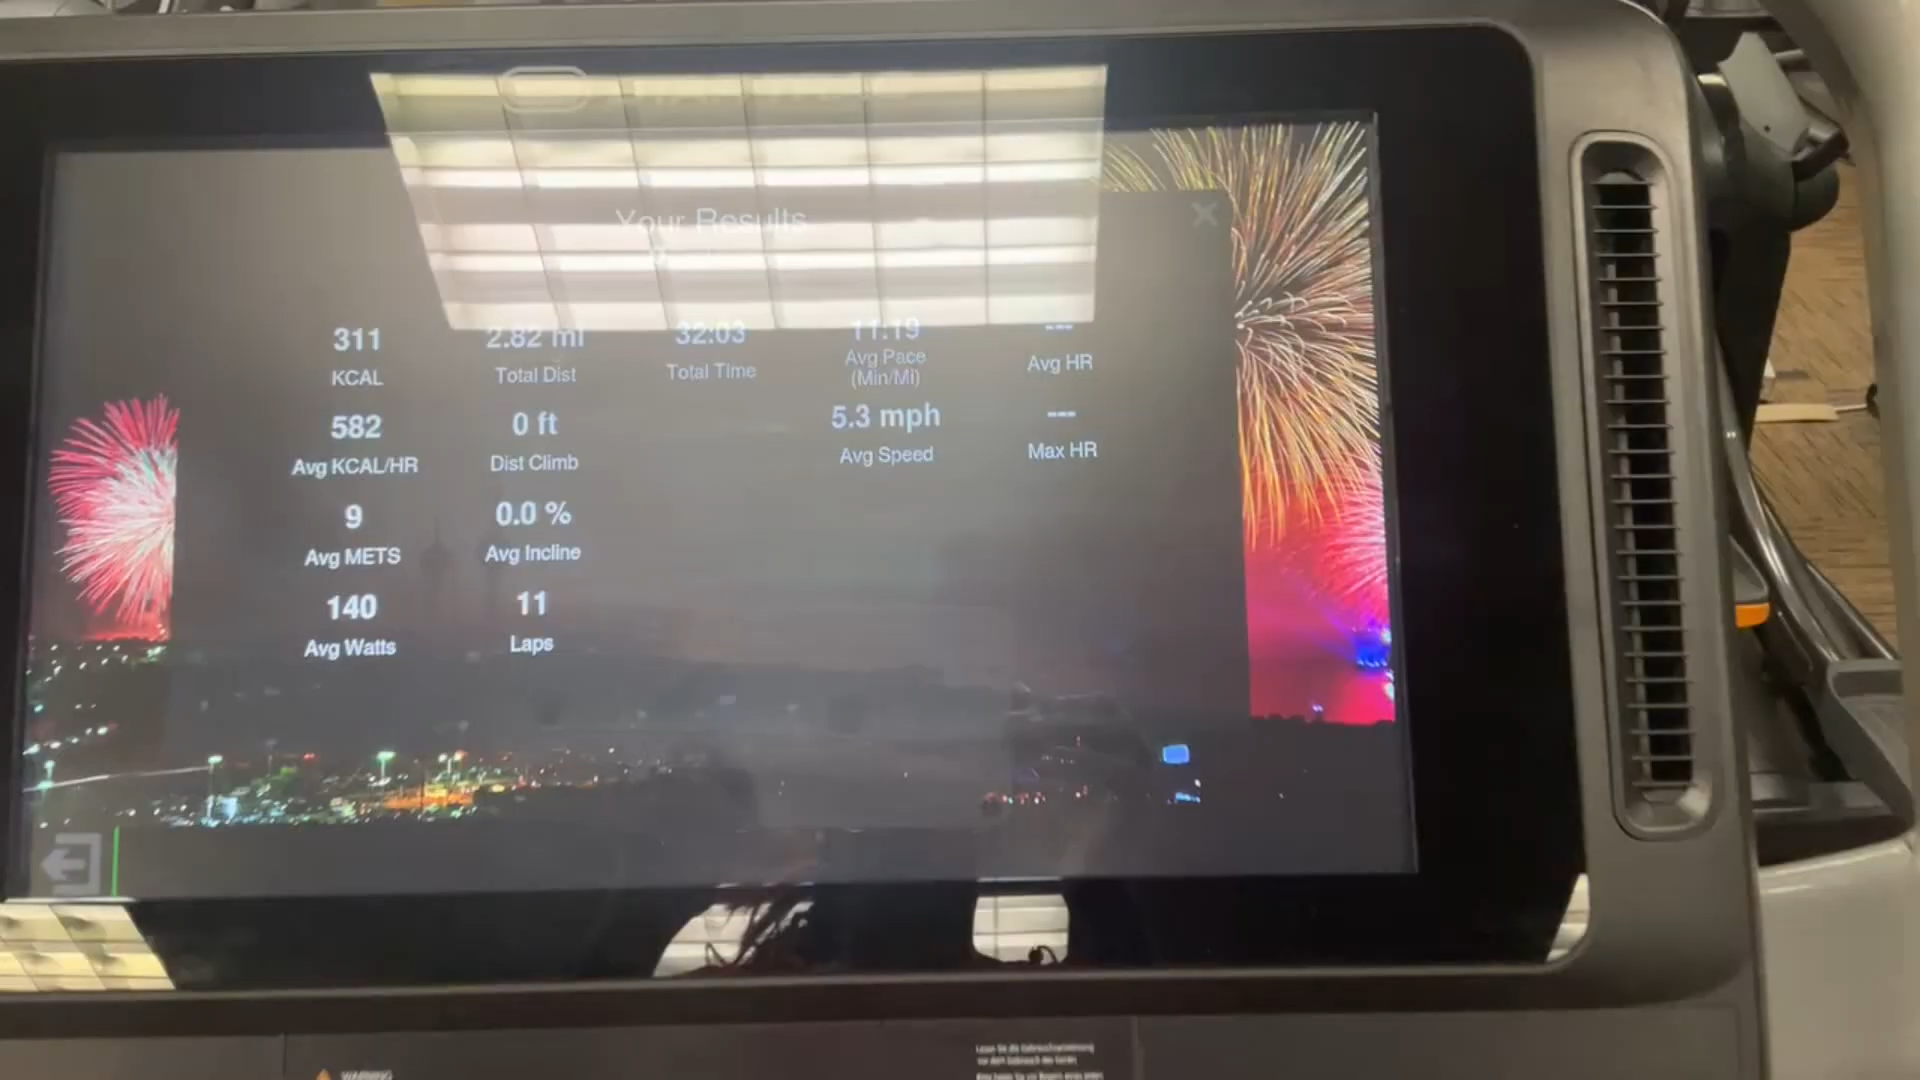 Your Results
311 2.82 mi 32:03 11:19 ---
KCAL Total Dist Total Time Avg Pace (Min/Mi) Avg HR
582 0 ft 5.3 mph ---
Avg KCAL/HR Dist Climb Avg Speed Max HR
9 0.0 %
Avg METS Avg Incline
140 11
Avg Watts Laps
WARNING